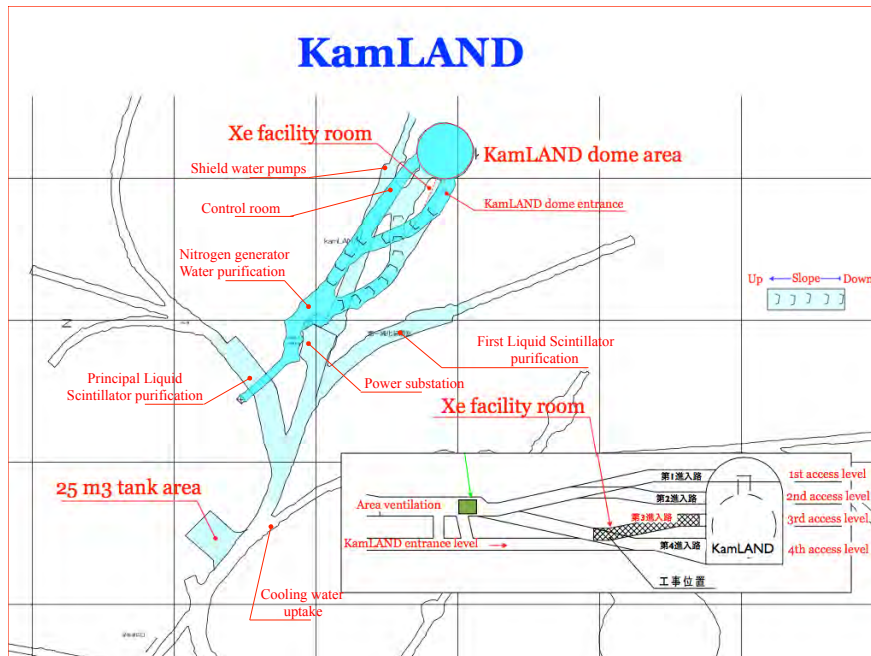 KamLAND
Xe facility room
KamLAND dome area
Shield water pumps
Control room
KamLAND dome entrance
kamLAND
Nitrogen generator
Water purification
Up
Slope
Down
First Liquid Scintillator
purification
Principal Liquid
Scintillator purification
Power substation
Xe facility room
25 m3 tank area
Area ventilation
第1進入路
1st access level
第2進入路
2nd access level
第3進入路
3rd access level,
KamLAND entrance level
第4進入路
KamLAND
4th access level
工事位置
Cooling water
uptake